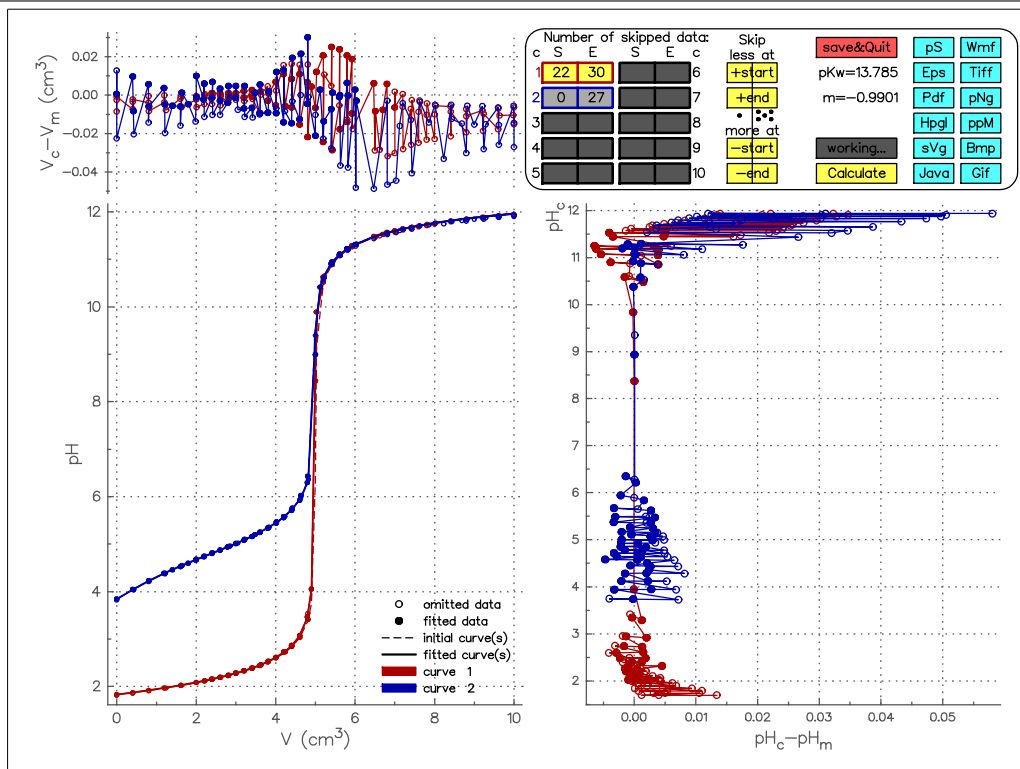 0.02
0.00
−0.02
−0.04
V_c−V_m (cm³)
Number of skipped data:
c S E S E c
1 22 30 6
2 0 27 7
3 8
4 9
5 10
Skip
less at
+start
+end
more at
−start
−end
save&Quit
pKw=13.785
m=−0.9901
working...
Calculate
pS Wmf
Eps Tiff
Pdf pNg
Hpgl ppM
sVg Bmp
Java Gif
12
10
8
6
4
2
pH
0 2 4 6 8 10
V (cm³)
omitted data
fitted data
initial curve(s)
fitted curve(s)
curve 1
curve 2
pH_c
12
11
10
9
8
7
6
5
4
3
2
0.00 0.01 0.02 0.03 0.04 0.05
pH_c−pH_m